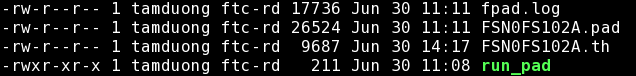 -rw-r--r-- 1 tamduong ftc-rd 17736 Jun 30 11:11 fpad.log
-rw-r--r-- 1 tamduong ftc-rd 26524 Jun 30 11:11 FSN0FS102A.pad
-rw-r--r-- 1 tamduong ftc-rd  9687 Jun 30 14:17 FSN0FS102A.th
-rwxr-xr-x 1 tamduong ftc-rd   211 Jun 30 11:08 run_pad